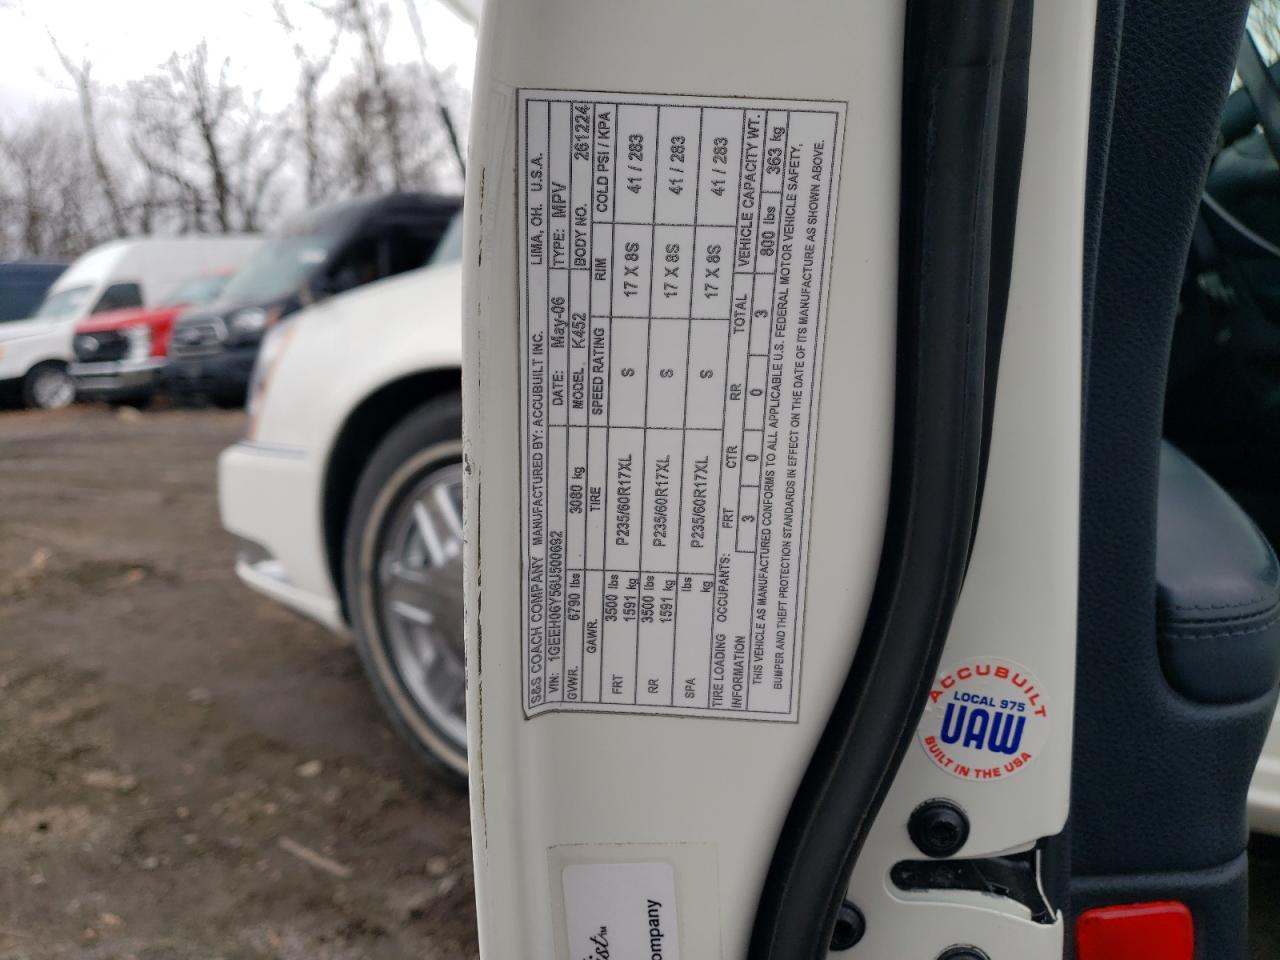 S&S COACH COMPANY MANUFACTURED BY: ACCUBUILT INC. LIMA, OH. U.S.A.
VIN: 1GEEH06Y56U500692 DATE: May-06 TYPE: MPV
GVWR. 6790 lbs 3080 kg MODEL. K452 BODY NO. 261224
GAWR. TIRE SPEED RATING RIM COLD PSI / KPA
FRT 3500 lbs 1591 kg P235/60R17XL S 17 X 8S 41 / 283
RR 3500 lbs 1591 kg P235/60R17XL S 17 X 8S 41 / 283
SPA lbs kg P235/60R17XL S 17 X 8S 41 / 283
TIRE LOADING OCCUPANTS: FRT CTR RR TOTAL VEHICLE CAPACITY WT.
INFORMATION 3 0 0 3 800 lbs 363 kg
THIS VEHICLE AS MANUFACTURED CONFORMS TO ALL APPLICABLE U.S. FEDERAL MOTOR VEHICLE SAFETY,
BUMPER AND THEFT PROTECTION STANDARDS IN EFFECT ON THE DATE OF ITS MANUFACTURE AS SHOWN ABOVE.
ACCUBUILT
LOCAL 975
UAW
BUILT IN THE USA